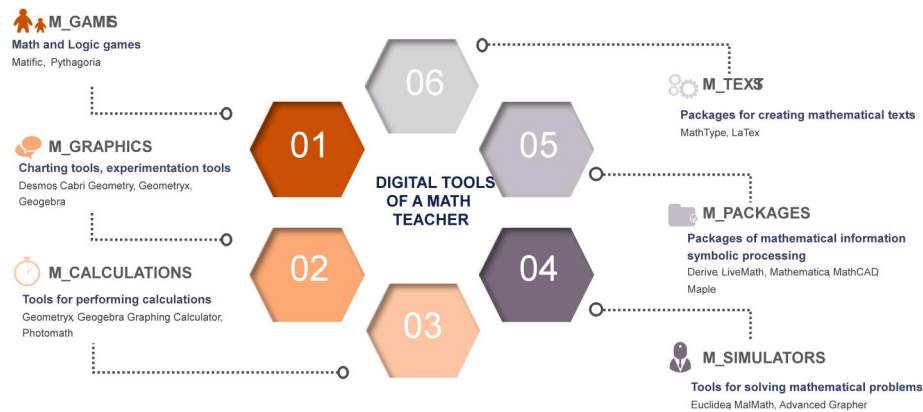 M_GAMES
Math and Logic games
Matific, Pythagoria
M_GRAPHICS
Charting tools, experimentation tools
Desmos Cabri Geometry, Geometryx,
Geogebra
M_CALCULATIONS
Tools for performing calculations
Geometryx, Geogebra Graphing Calculator,
Photomath
01
02
03
04
05
06
DIGITAL TOOLS
OF A MATH
TEACHER
M_TEXTS
Packages for creating mathematical texts
MathType, LaTex
M_PACKAGES
Packages of mathematical information
symbolic processing
Derive, LiveMath, Mathematica, MathCAD,
Maple
M_SIMULATORS
Tools for solving mathematical problems
Euclidea, MalMath, Advanced Grapher